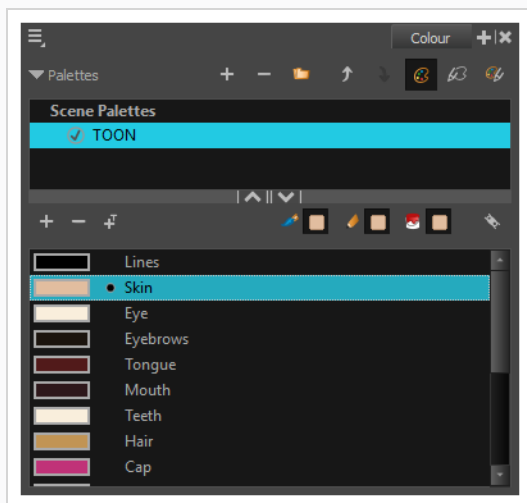 Colour
Palettes
Scene Palettes
TOON
Lines
Skin
Eye
Eyebrows
Tongue
Mouth
Teeth
Hair
Cap